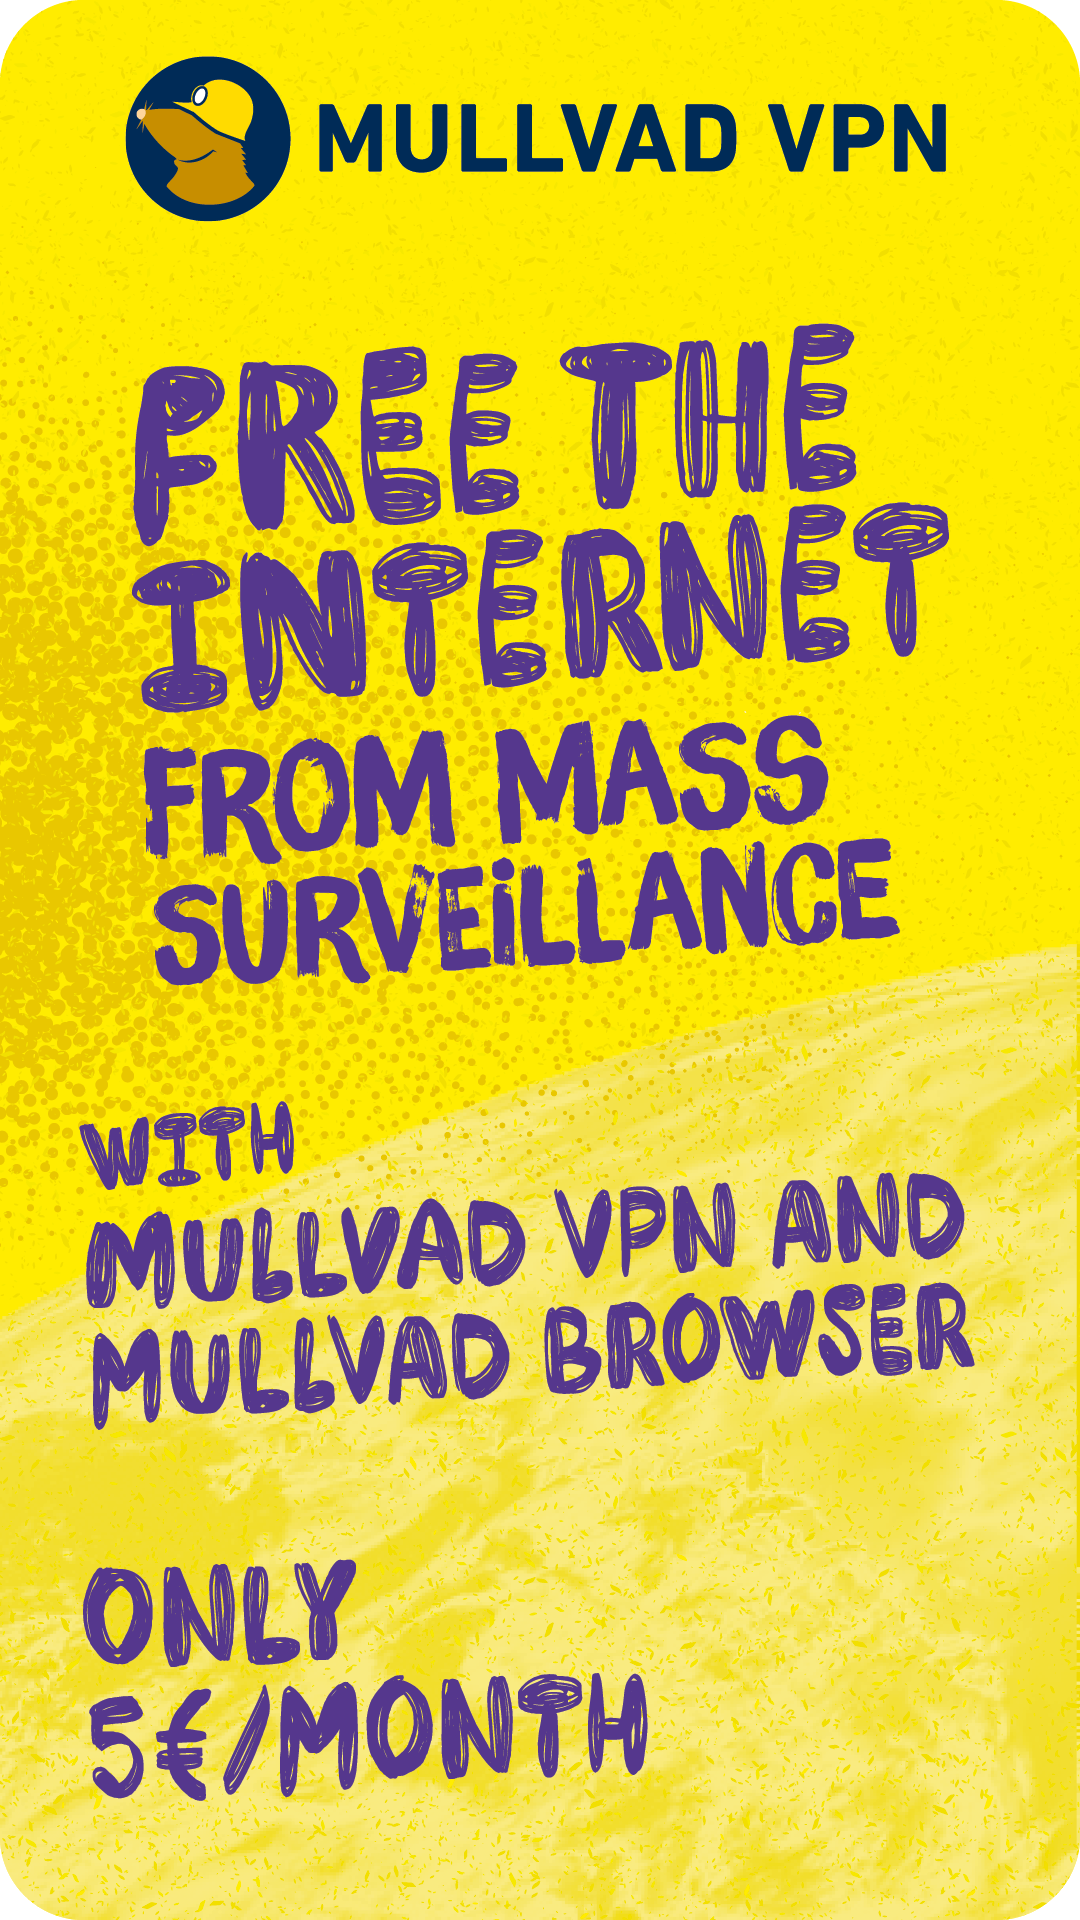 MULLVAD VPN
FREE THE
INTERNET
FROM MASS
SURVEiLLANCE
WITH
MULLVAD VPN AND
MULLVAD BROWSER
ONLY
5€/MONTH